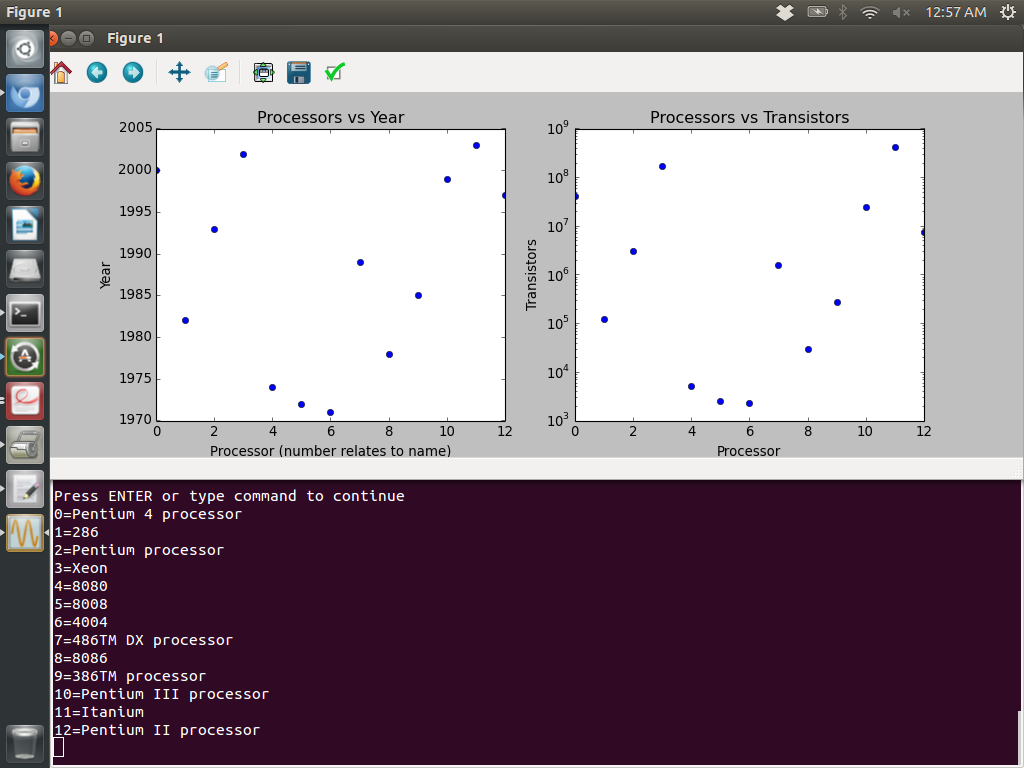 Figure 1
12:57 AM
Figure 1
Processors vs Year
2005
2000
1995
1990
1985
1980
1975
1970
Year
0 2 4 6 8 10 12
Processor (number relates to name)
Processors vs Transistors
10^9
10^8
10^7
10^6
10^5
10^4
10^3
Transistors
0 2 4 6 8 10 12
Processor
Press ENTER or type command to continue
0=Pentium 4 processor
1=286
2=Pentium processor
3=Xeon
4=8080
5=8008
6=4004
7=486TM DX processor
8=8086
9=386TM processor
10=Pentium III processor
11=Itanium
12=Pentium II processor